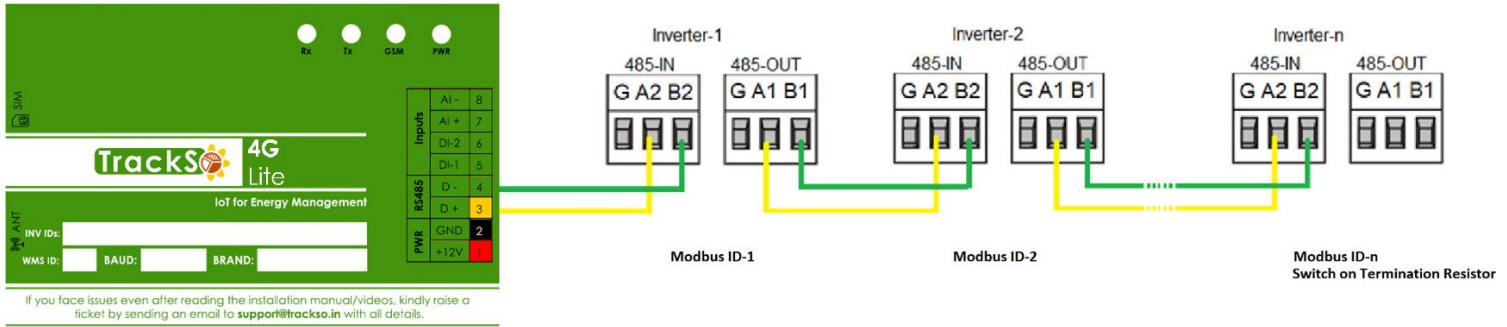 Rx Tx GSM PWR
SIM
Inputs
AI - 8
AI + 7
DI-2 6
DI-1 5
RS485
D - 4
D + 3
PWR
GND 2
+12V 1
TrackSo 4G
Lite
IoT for Energy Management
ANT
INV IDs:
WMS ID: BAUD: BRAND:
If you face issues even after reading the installation manual/videos, kindly raise a
ticket by sending an email to support@trackso.in with all details.
Inverter-1
485-IN 485-OUT
G A2 B2 G A1 B1
Modbus ID-1
Inverter-2
485-IN 485-OUT
G A2 B2 G A1 B1
Modbus ID-2
Inverter-n
485-IN 485-OUT
G A2 B2 G A1 B1
Modbus ID-n
Switch on Termination Resistor